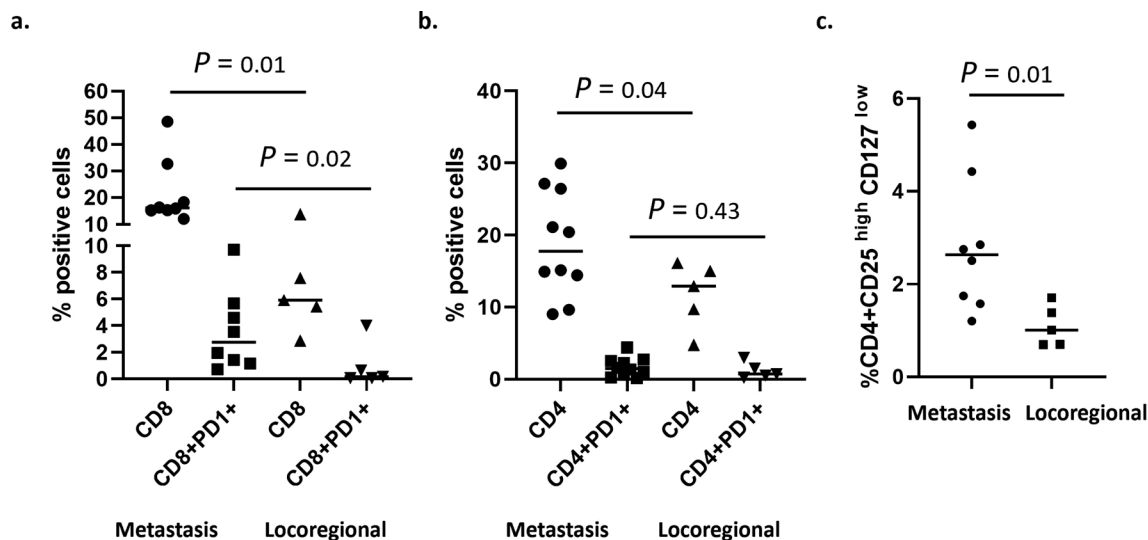 a.
P = 0.01
P = 0.02
% positive cells
60
50
40
30
20
10
10
8
6
4
2
0
CD8
CD8+PD1+
CD8
CD8+PD1+
Metastasis
Locoregional
b.
P = 0.04
P = 0.43
% positive cells
40
30
20
10
0
CD4
CD4+PD1+
CD4
CD4+PD1+
Metastasis
Locoregional
c.
P = 0.01
%CD4+CD25 high CD127 low
6
4
2
0
Metastasis
Locoregional